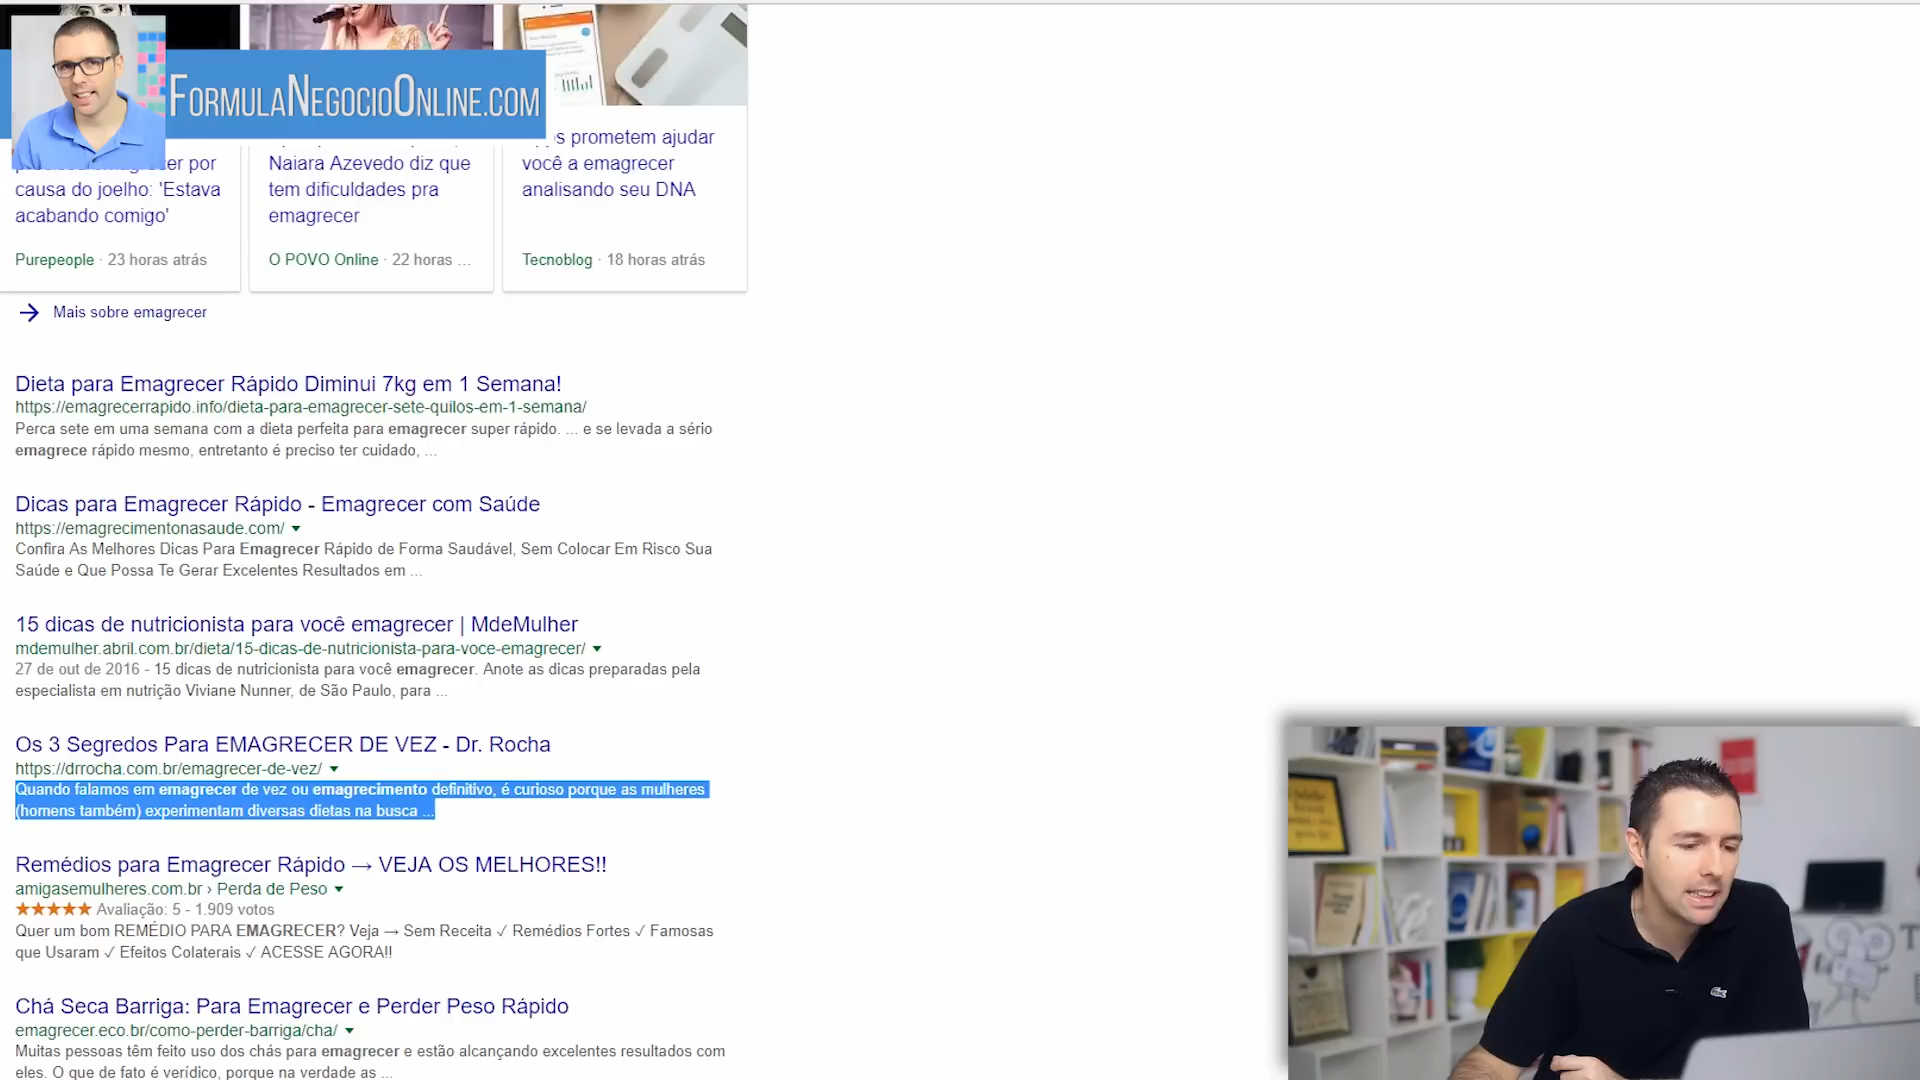 FormulaNegocioOnline.com
prometem ajudar
por
Naiara Azevedo diz que
você a emagrecer
causa do joelho: 'Estava
tem dificuldades pra
analisando seu DNA
acabando comigo'
emagrecer
Purepeople · 23 horas atrás
O POVO Online · 22 horas ...
Tecnoblog · 18 horas atrás
Mais sobre emagrecer
Dieta para Emagrecer Rápido Diminui 7kg em 1 Semana!
https://emagrecerrapido.info/dieta-para-emagrecer-sete-quilos-em-1-semana/
Perca sete em uma semana com a dieta perfeita para emagrecer super rápido. ... e se levada a sério
emagrece rápido mesmo, entretanto é preciso ter cuidado, ...
Dicas para Emagrecer Rápido - Emagrecer com Saúde
https://emagrecimentonasaude.com/
Confira As Melhores Dicas Para Emagrecer Rápido de Forma Saudável, Sem Colocar Em Risco Sua
Saúde e Que Possa Te Gerar Excelentes Resultados em ...
15 dicas de nutricionista para você emagrecer | MdeMulher
mdemulher.abril.com.br/dieta/15-dicas-de-nutricionista-para-voce-emagrecer/
27 de out de 2016 - 15 dicas de nutricionista para você emagrecer. Anote as dicas preparadas pela
especialista em nutrição Viviane Nunner, de São Paulo, para ...
Os 3 Segredos Para EMAGRECER DE VEZ - Dr. Rocha
https://drrocha.com.br/emagrecer-de-vez/
Quando falamos em emagrecer de vez ou emagrecimento definitivo, é curioso porque as mulheres
(homens também) experimentam diversas dietas na busca ...
Remédios para Emagrecer Rápido → VEJA OS MELHORES!!
amigasemulheres.com.br › Perda de Peso
★★★★★ Avaliação: 5 - 1.909 votos
Quer um bom REMÉDIO PARA EMAGRECER? Veja → Sem Receita ✓ Remédios Fortes ✓ Famosas
que Usaram ✓ Efeitos Colaterais ✓ ACESSE AGORA!!
Chá Seca Barriga: Para Emagrecer e Perder Peso Rápido
emagrecer.eco.br/como-perder-barriga/cha/
Muitas pessoas têm feito uso dos chás para emagrecer e estão alcançando excelentes resultados com
eles. O que de fato é verídico, porque na verdade as ...